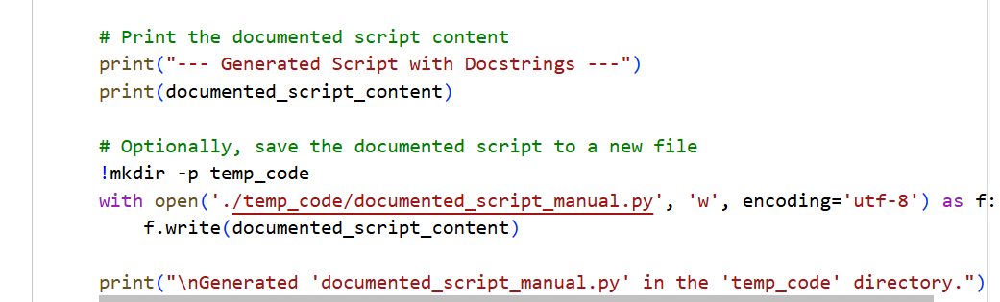 # Print the documented script content
print("--- Generated Script with Docstrings ---")
print(documented_script_content)
# Optionally, save the documented script to a new file
!mkdir -p temp_code
with open('./temp_code/documented_script_manual.py', 'w', encoding='utf-8') as f:
f.write(documented_script_content)
print("\nGenerated 'documented_script_manual.py' in the 'temp_code' directory.")